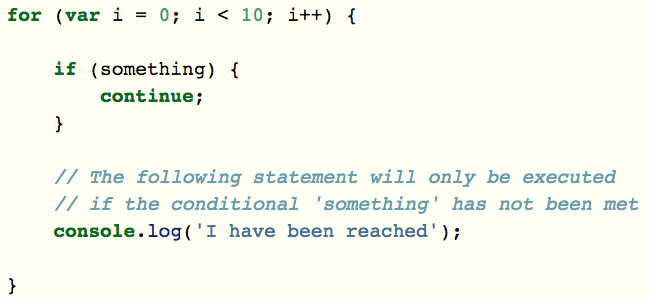 for (var i = 0; i < 10; i++) {
if (something) {
continue;
}
// The following statement will only be executed
// if the conditional 'something' has not been met
console.log('I have been reached');
}